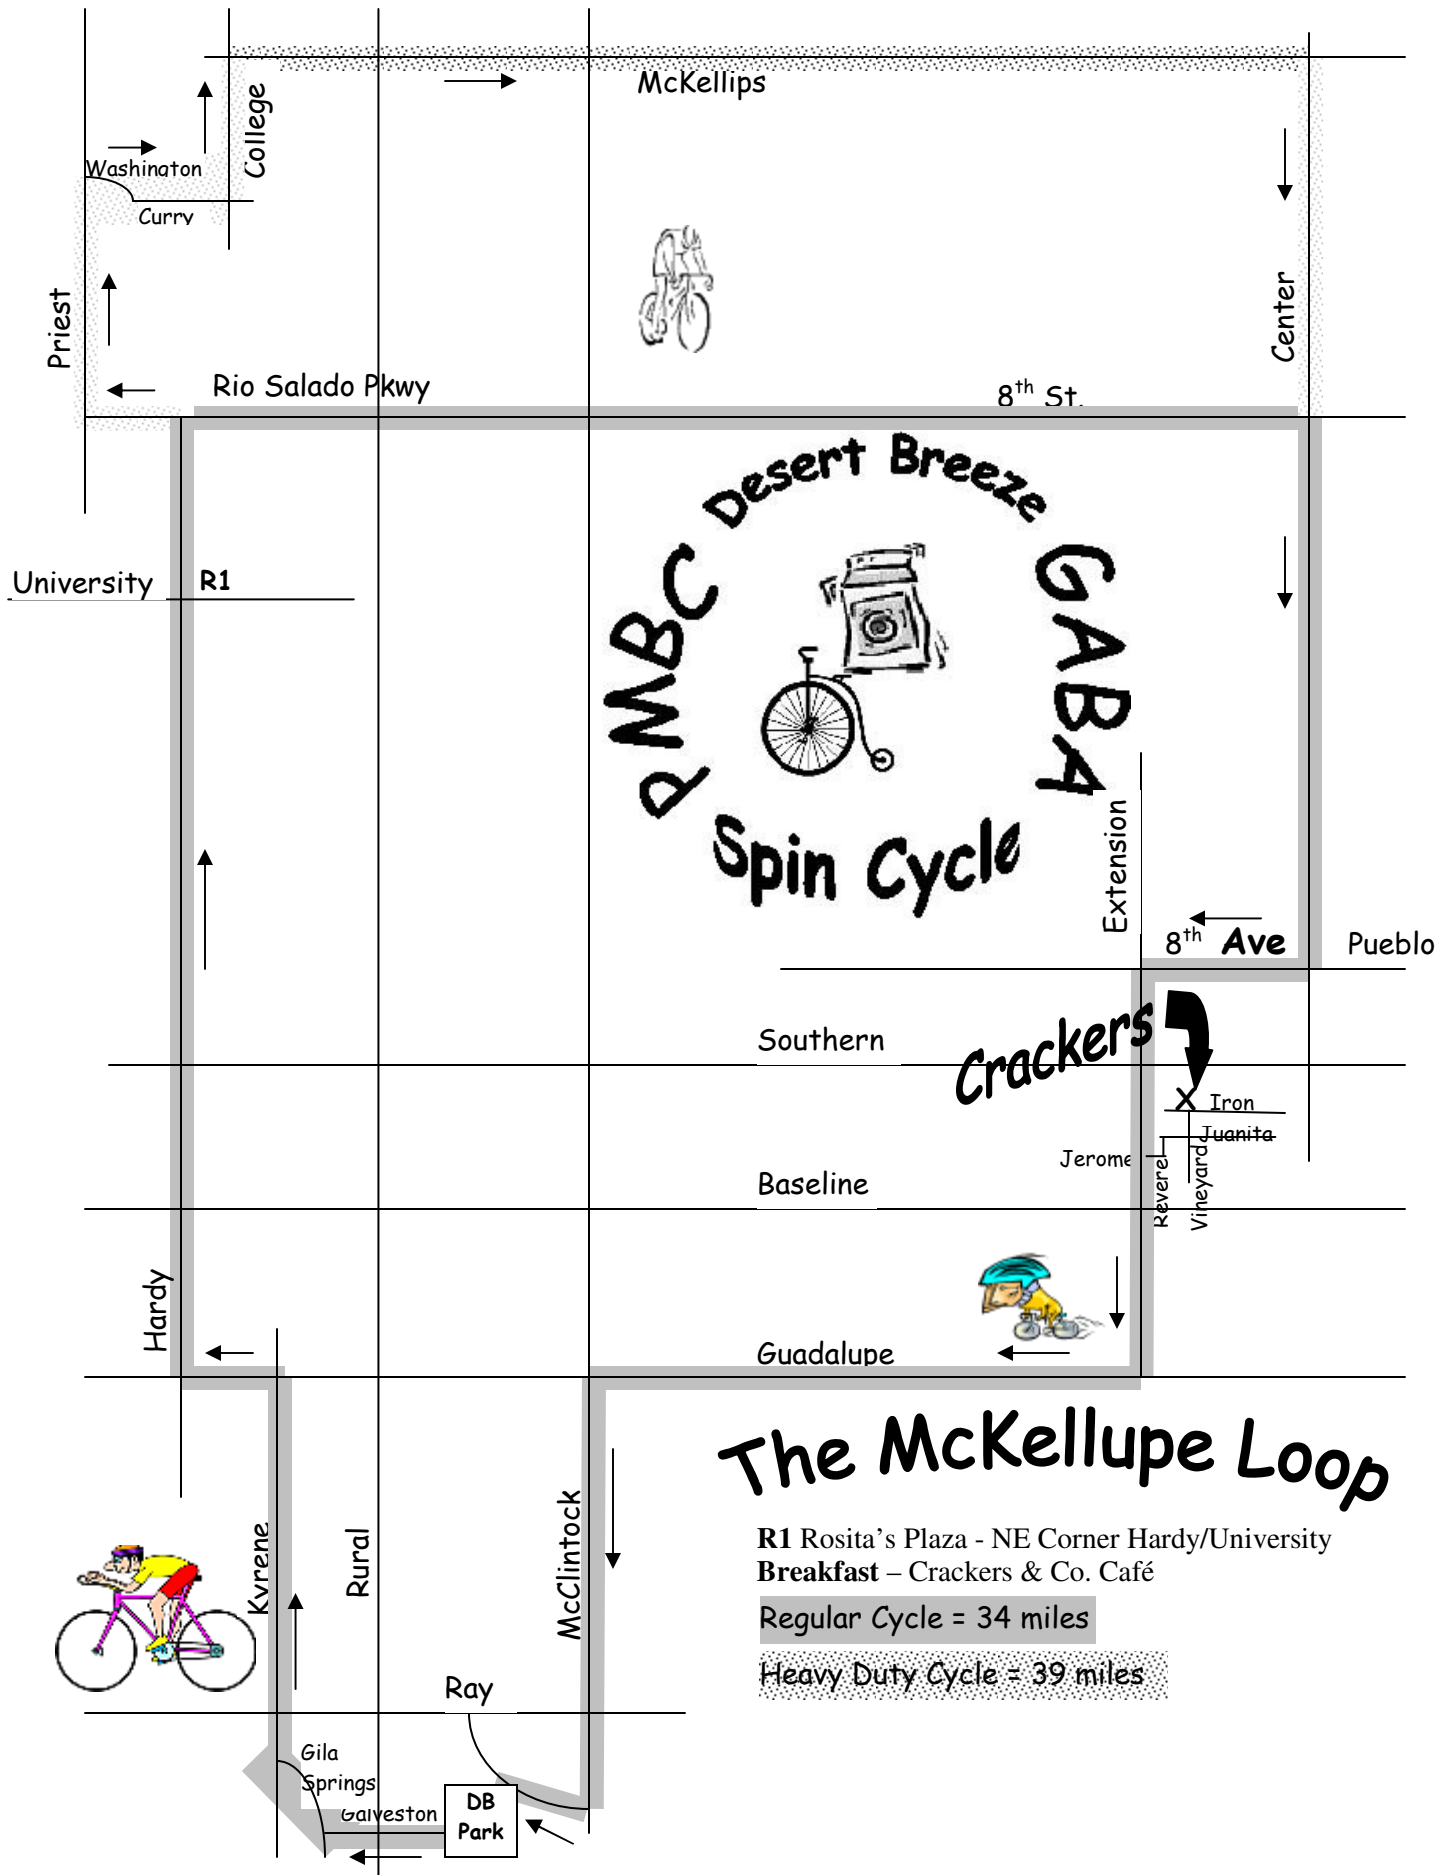 McKellips
College
Washington
Curry
Priest
Center
Rio Salado Pkwy
8th St.
Desert Breeze
PMBC
GABA
Spin Cycle
University
R1
Extension
8th Ave
Pueblo
Southern
Crackers
X
Iron
Juanita
Jerome
Revere
Vineyard
Baseline
Hardy
Guadalupe
The McKellupe Loop
Kyrene
Rural
McClintock
R1 Rosita's Plaza - NE Corner Hardy/University
Breakfast – Crackers & Co. Café
Regular Cycle = 34 miles
Heavy Duty Cycle = 39 miles
Ray
Gila
Springs
Galveston
DB
Park